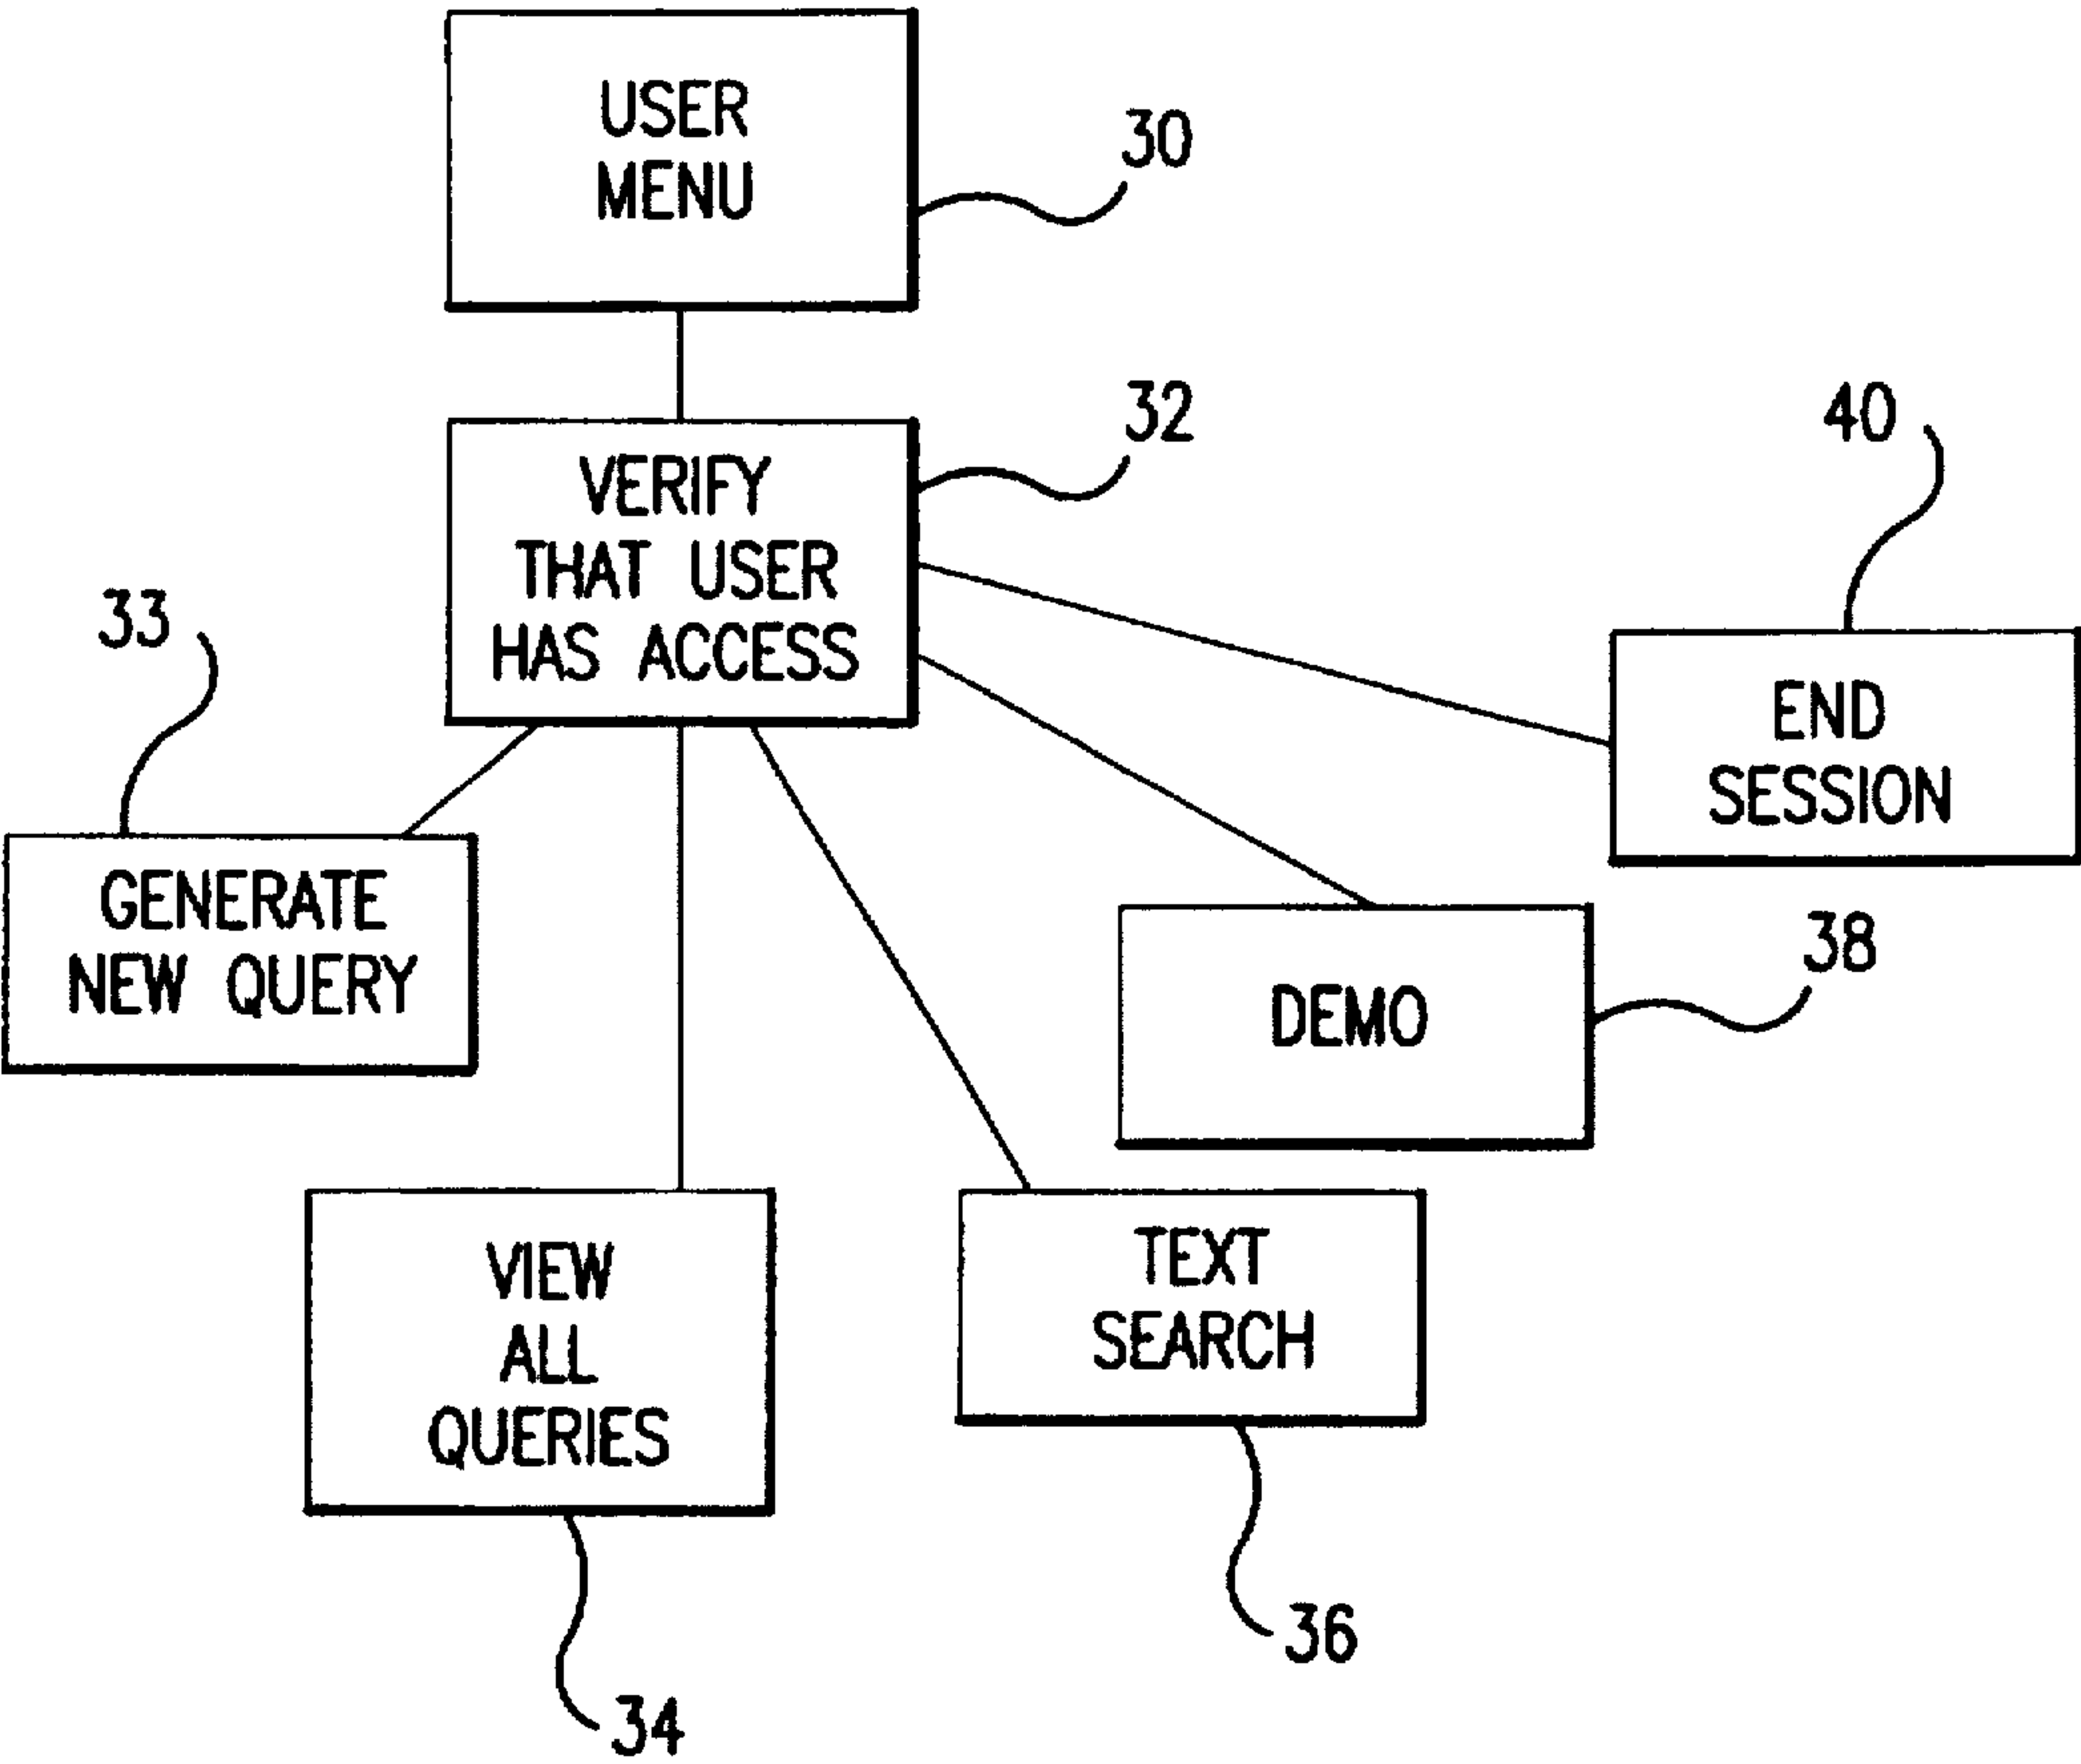 USER
MENU
30
VERIFY
THAT USER
HAS ACCESS
32
40
33
END
SESSION
GENERATE
NEW QUERY
38
DEMO
VIEW
ALL
QUERIES
TEXT
SEARCH
36
34